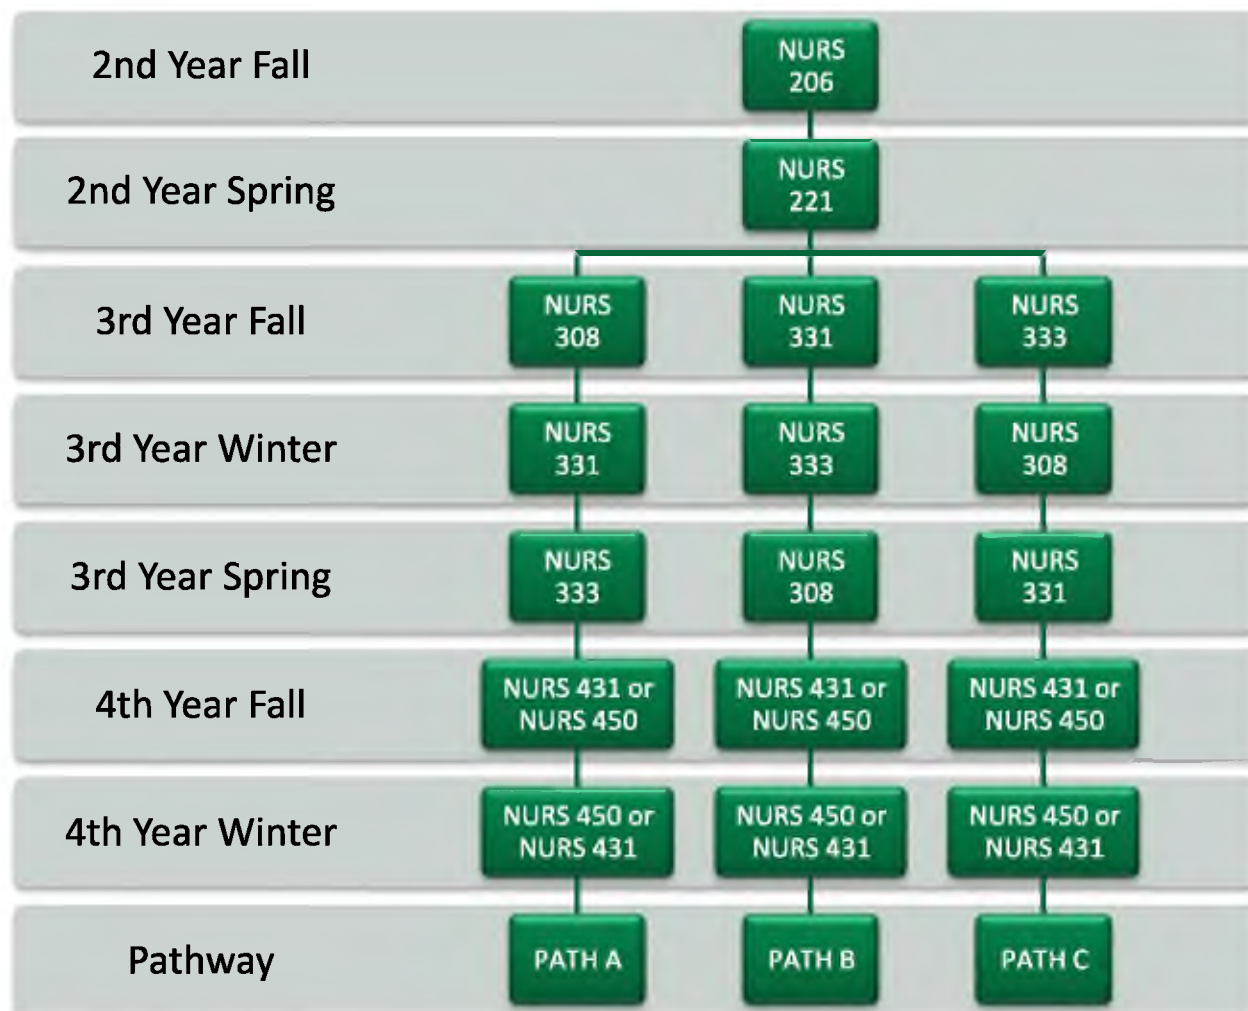 2nd Year Fall
NURS
206
2nd Year Spring
NURS
221
3rd Year Fall
NURS
308
NURS
331
NURS
333
3rd Year Winter
NURS
331
NURS
333
NURS
308
3rd Year Spring
NURS
333
NURS
308
NURS
331
4th Year Fall
NURS 431 or
NURS 450
NURS 431 or
NURS 450
NURS 431 or
NURS 450
4th Year Winter
NURS 450 or
NURS 431
NURS 450 or
NURS 431
NURS 450 or
NURS 431
Pathway
PATH A
PATH B
PATH C